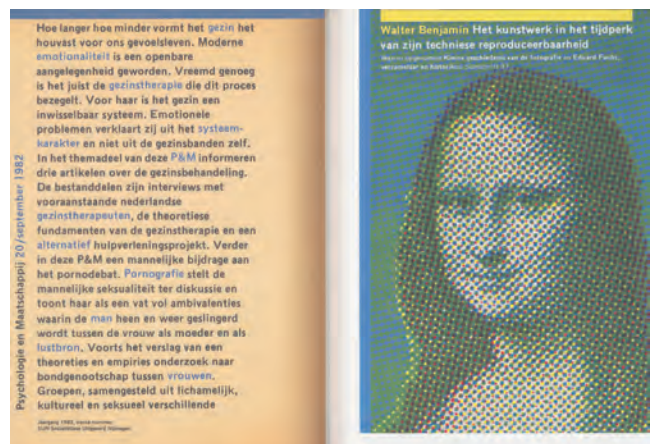 Hoe langer hoe minder vormt het gezin het
houvast voor ons gevoelsleven. Moderne
emotionaliteit is een openbare
aangelegenheid geworden. Vreemd genoeg
is het juist de gezinstherapie die dit proces
bezegelt. Voor haar is het gezin een
inwisselbaar systeem. Emotionele
problemen verklaart zij uit het systeem-
karakter en niet uit de gezinsbanden zelf.
In het themadeel van deze P&M informeren
drie artikelen over de gezinsbehandeling.
De bestanddelen zijn interviews met
vooraanstaande nederlandse
gezinstherapeuten, de theoretiese
fundamenten van de gezinstherapie en een
alternatief hulpverleningsprojekt. Verder
in deze P&M een mannelijke bijdrage aan
het pornodebat. Pornografie stelt de
mannelijke seksualiteit ter diskussie en
toont haar als een vat vol ambivalenties
waarin de man heen en weer geslingerd
wordt tussen de vrouw als moeder en als
lustbron. Voorts het verslag van een
theoreties en empiries onderzoek naar
bondgenootschap tussen vrouwen.
Groepen, samengesteld uit lichamelijk,
kultureel en seksueel verschillende
Psychologie en Maatschappij 20/september 1982
Walter Benjamin Het kunstwerk in het tijdperk
van zijn techniese reproduceerbaarheid
Kleine geschiedenis van de fotografie en Eduard Fuchs,